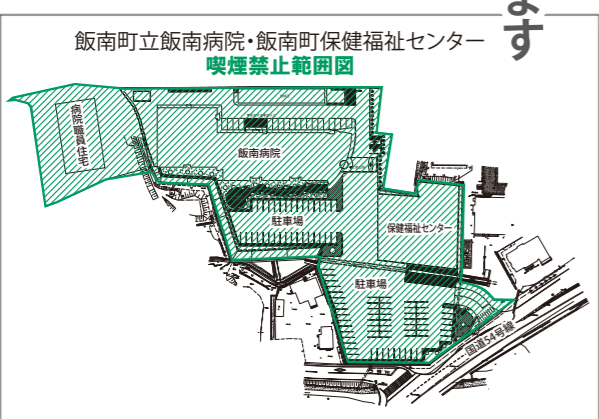 ます
飯南町立飯南病院・飯南町保健福祉センター
喫煙禁止範囲図
病院職員住宅
飯南病院
駐車場
保健福祉センター
駐車場
国道54号線